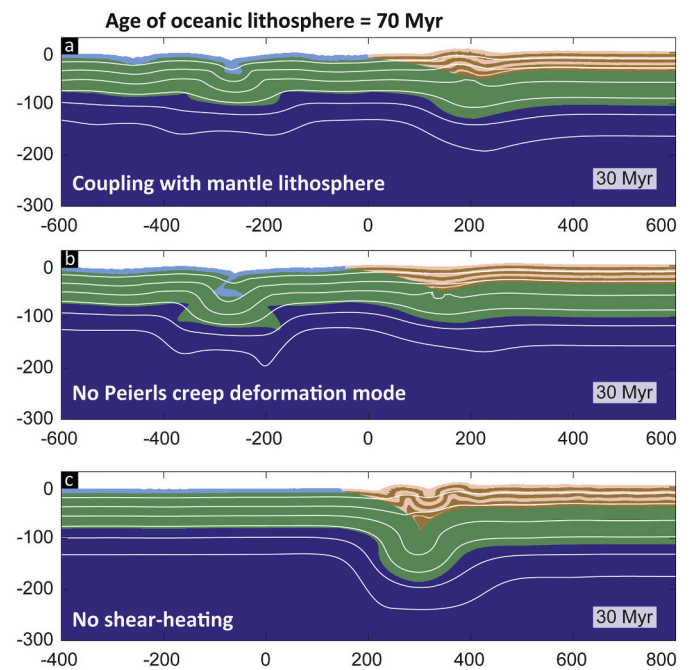 Age of oceanic lithosphere = 70 Myr
a
0
-100
-200
-300
Coupling with mantle lithosphere
30 Myr
-600 -400 -200 0 200 400 600
b
0
-100
-200
-300
No Peierls creep deformation mode
30 Myr
-600 -400 -200 0 200 400 600
c
0
-100
-200
-300
No shear-heating
30 Myr
-400 -200 0 200 400 600 800